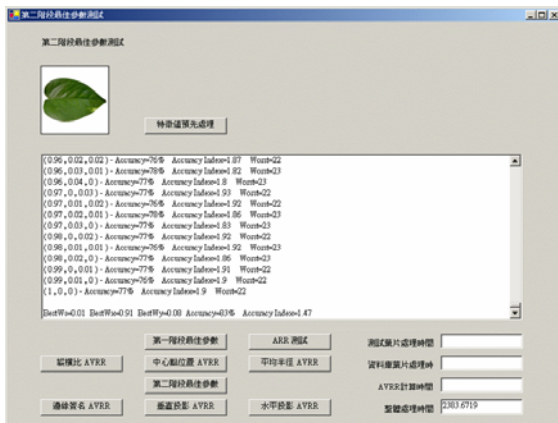 第二階段最佳參數測試
第二階段最佳參數測試
特徵值預先處理
(0.96,0.02,0.02) - Accuracy=76% Accuracy Index=1.87 Worst=22
(0.96,0.03,0.01) - Accuracy=78% Accuracy Index=1.82 Worst=23
(0.96,0.04,0) - Accuracy=77% Accuracy Index=1.8 Worst=23
(0.97,0,0.03) - Accuracy=77% Accuracy Index=1.93 Worst=22
(0.97,0.01,0.02) - Accuracy=76% Accuracy Index=1.92 Worst=22
(0.97,0.02,0.01) - Accuracy=78% Accuracy Index=1.86 Worst=23
(0.97,0.03,0) - Accuracy=77% Accuracy Index=1.83 Worst=23
(0.98,0,0.02) - Accuracy=77% Accuracy Index=1.92 Worst=22
(0.98,0.01,0.01) - Accuracy=76% Accuracy Index=1.92 Worst=23
(0.98,0.02,0) - Accuracy=77% Accuracy Index=1.86 Worst=23
(0.99,0,0.01) - Accuracy=77% Accuracy Index=1.91 Worst=22
(0.99,0.01,0) - Accuracy=76% Accuracy Index=1.9 Worst=23
(1,0,0) - Accuracy=77% Accuracy Index=1.9 Worst=22
BestWs=0.01 BestWx=0.91 BestWy=0.08 Accuracy=83% Accuracy Index=1.47
第一階段最佳參數
ARR 測試
測試葉片處理時間
縱橫比 AVRR
中心點位置 AVRR
平均半徑 AVRR
資料庫葉片處理時
第二階段最佳參數
AVRR計算時間
邊緣簽名 AVRR
垂直投影 AVRR
水平投影 AVRR
整體處理時間
2383.6719